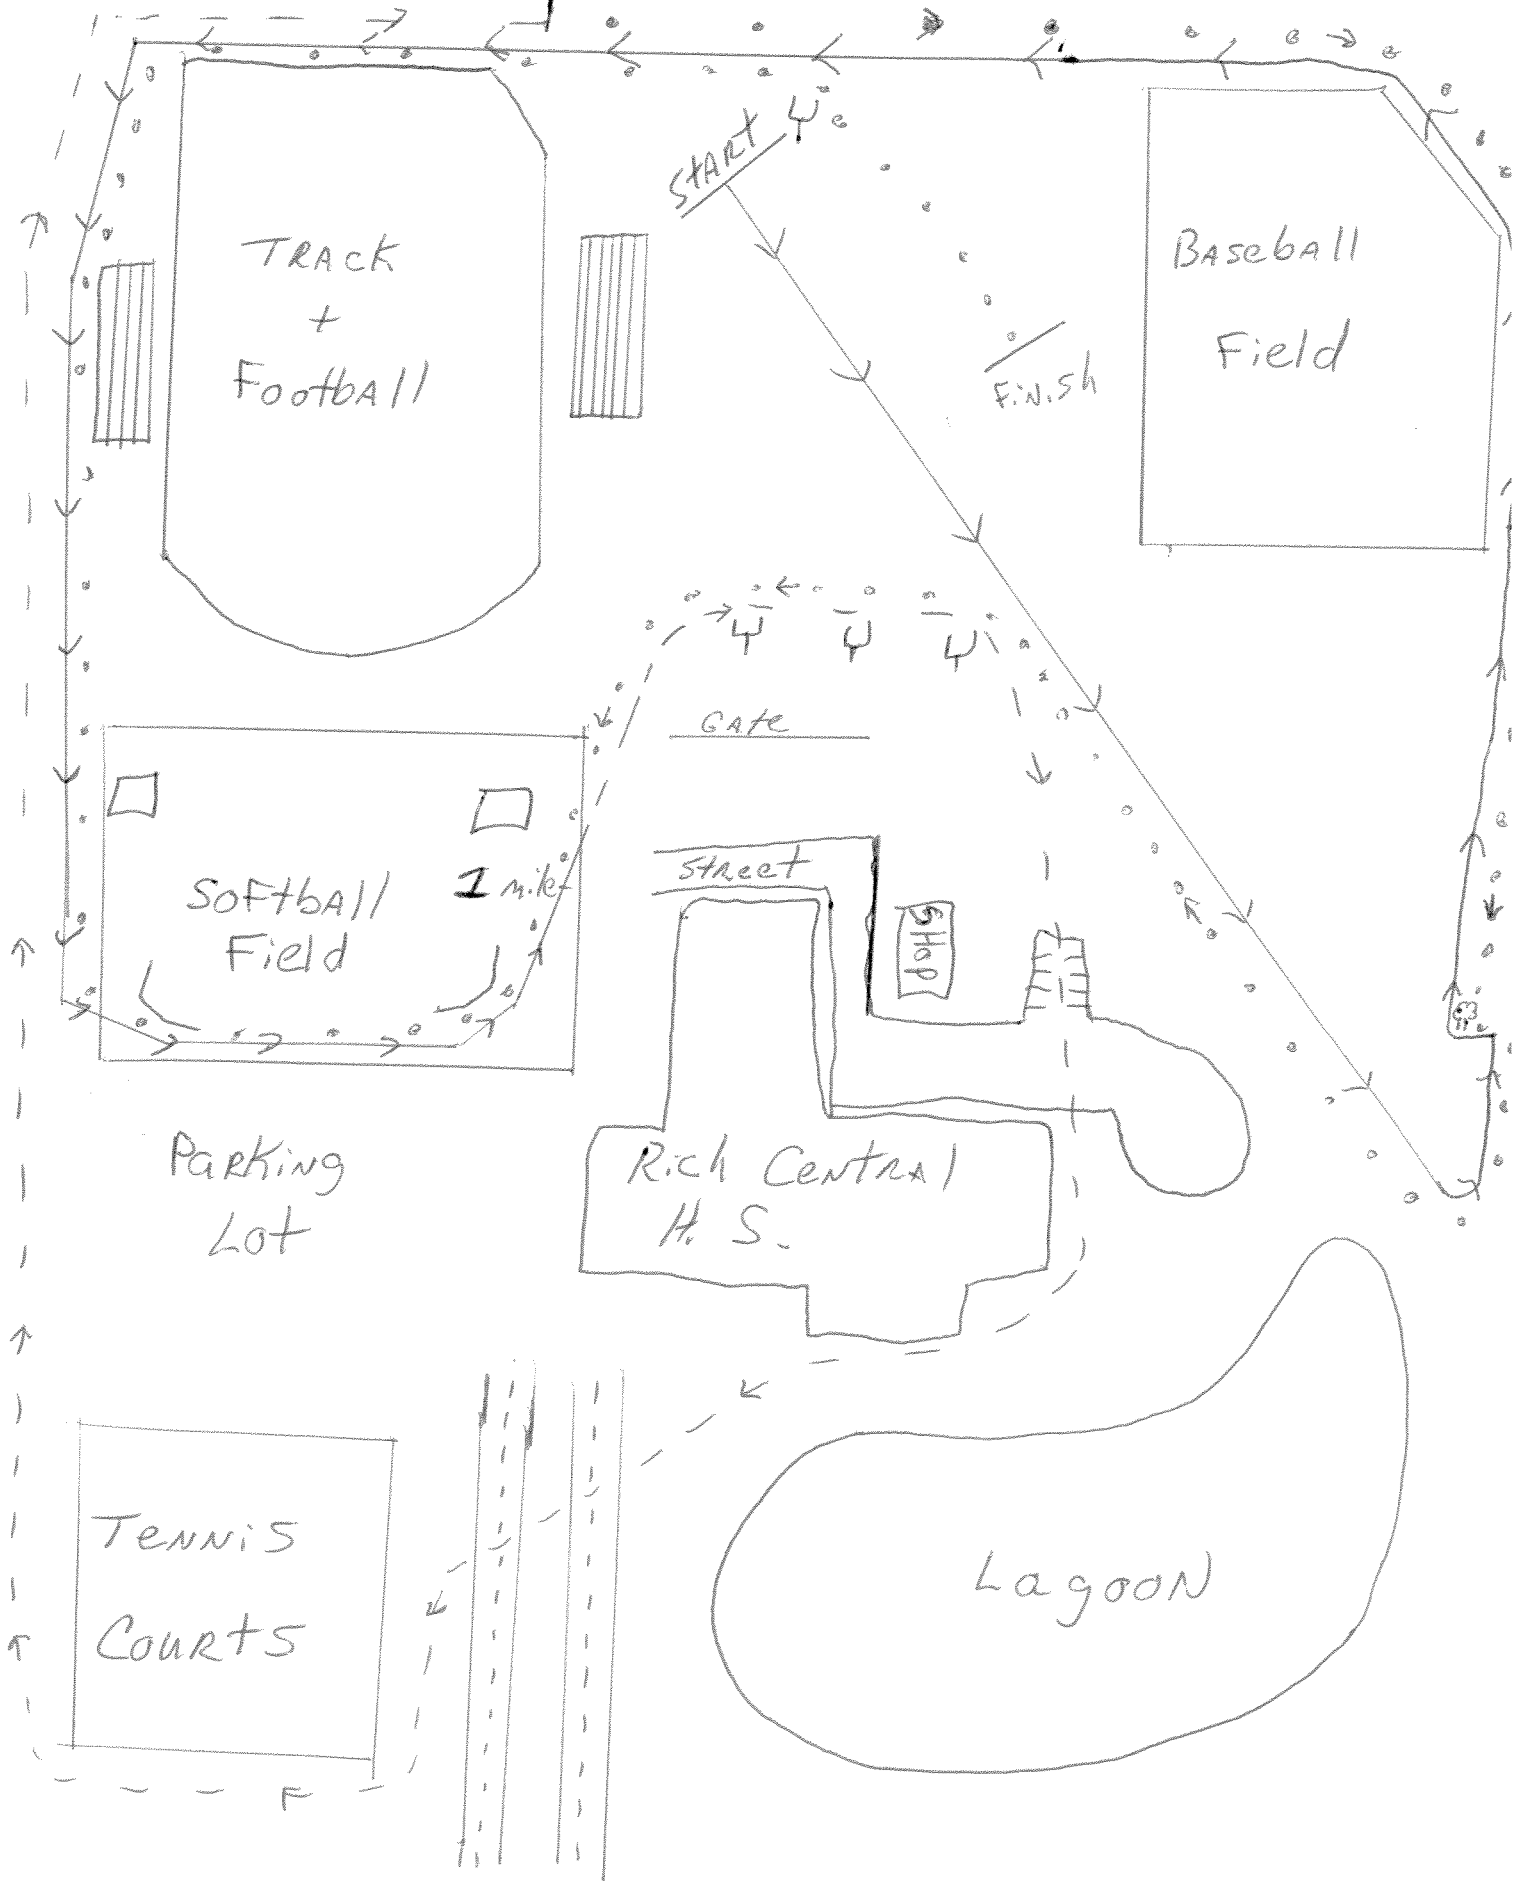 START
TRACK
+
Football
Baseball
Field
Finish
Gate
Street
1 mile
Softball
Field
Shop
Parking
Lot
Rich Central
H. S.
Tennis
Courts
Lagoon